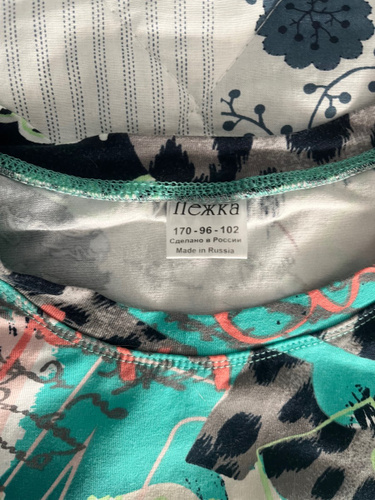 Пежка
170-96-102
Сделано в России
Made in Russia